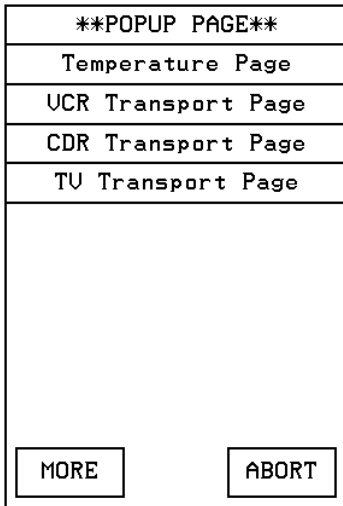 **POPUP PAGE**
Temperature Page
VCR Transport Page
CDR Transport Page
TV Transport Page
MORE ABORT